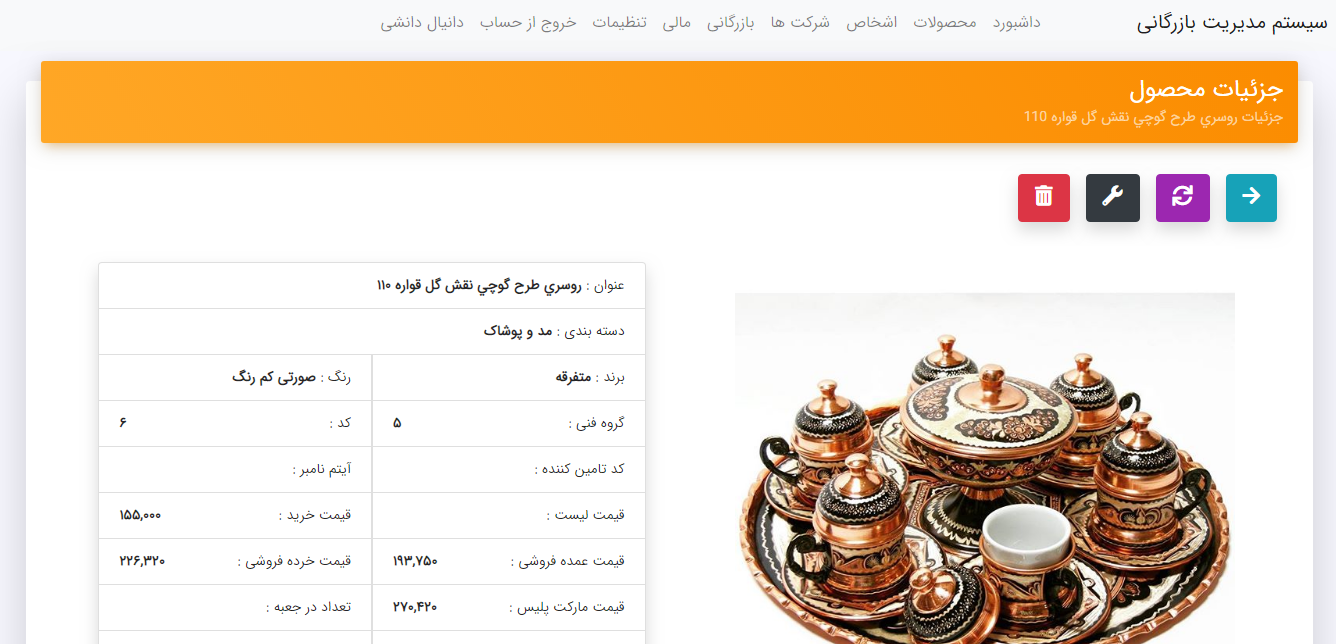 سیستم مدیریت بازرگانی داشبورد محصولات اشخاص شرکت ها بازرگانی مالی تنظیمات خروج از حساب دانیال دانشی
جزئیات محصول
جزئیات روسري طرح گوچي نقش گل قواره 110
عنوان : روسري طرح گوچي نقش گل قواره ۱۱۰
دسته بندی : مد و پوشاک
برند : متفرقه رنگ : صورتی کم رنگ
گروه فنی : ۵ کد : ۶
کد تامین کننده : آیتم نامبر :
قیمت لیست : قیمت خرید : ۱۵۵,۰۰۰
قیمت عمده فروشی : ۱۹۳,۷۵۰ قیمت خرده فروشی : ۲۲۶,۳۲۰
قیمت مارکت پلیس : ۲۷۰,۴۲۰ تعداد در جعبه :